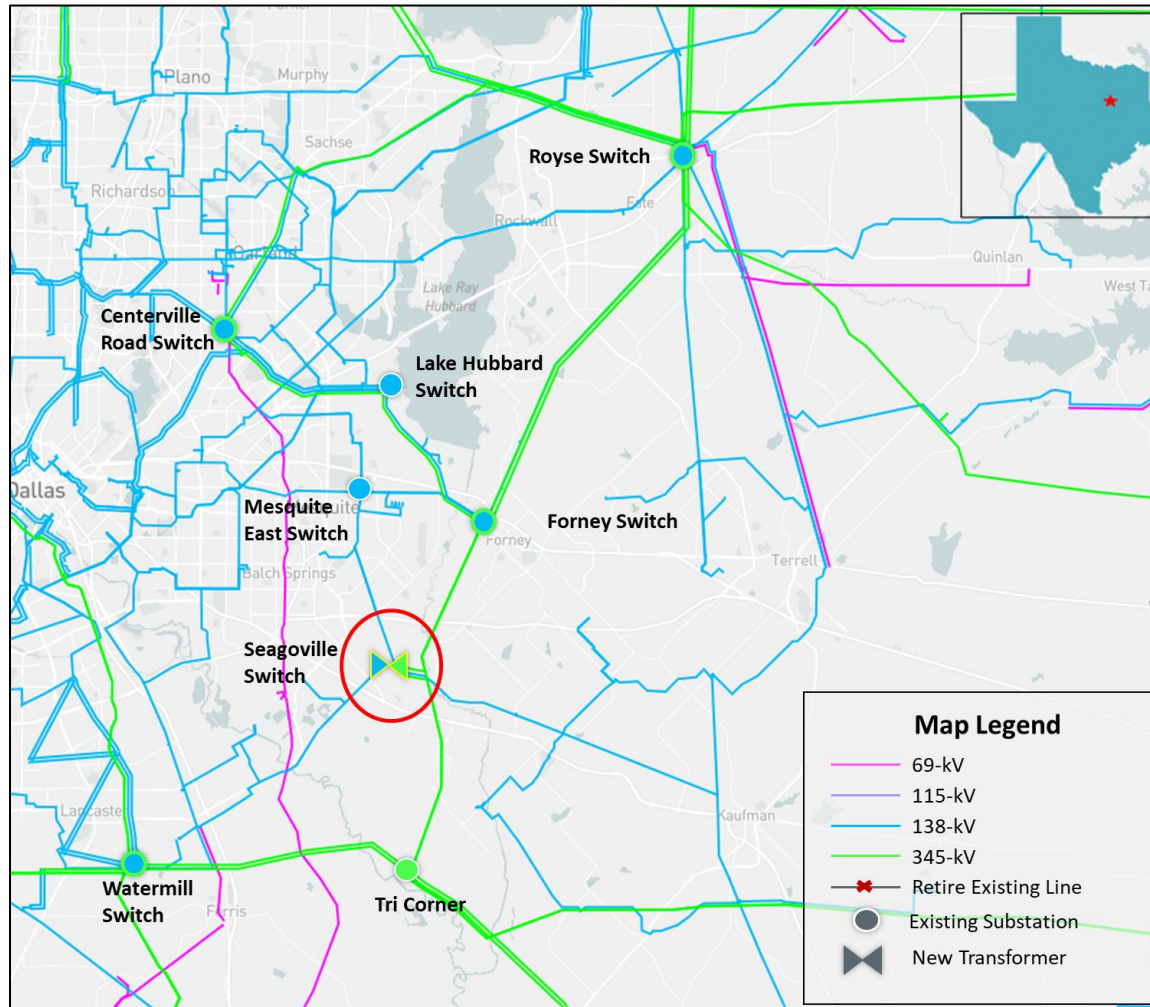 Parker
Plano
Murphy
Sachse
Richardson
Garland
Royse Switch
Fate
Rockwall
Lake Ray
Hubbard
Quinlan
West Ta
Centerville
Road Switch
Lake Hubbard
Switch
Dallas
Mesquite
Mesquite
East Switch
Forney Switch
Forney
Balch Springs
Terrell
Seagoville
Switch
Lancaster
Kaufman
Watermill
Switch
Ferris
Tri Corner
Map Legend
69-kV
115-kV
138-kV
345-kV
Retire Existing Line
Existing Substation
New Transformer